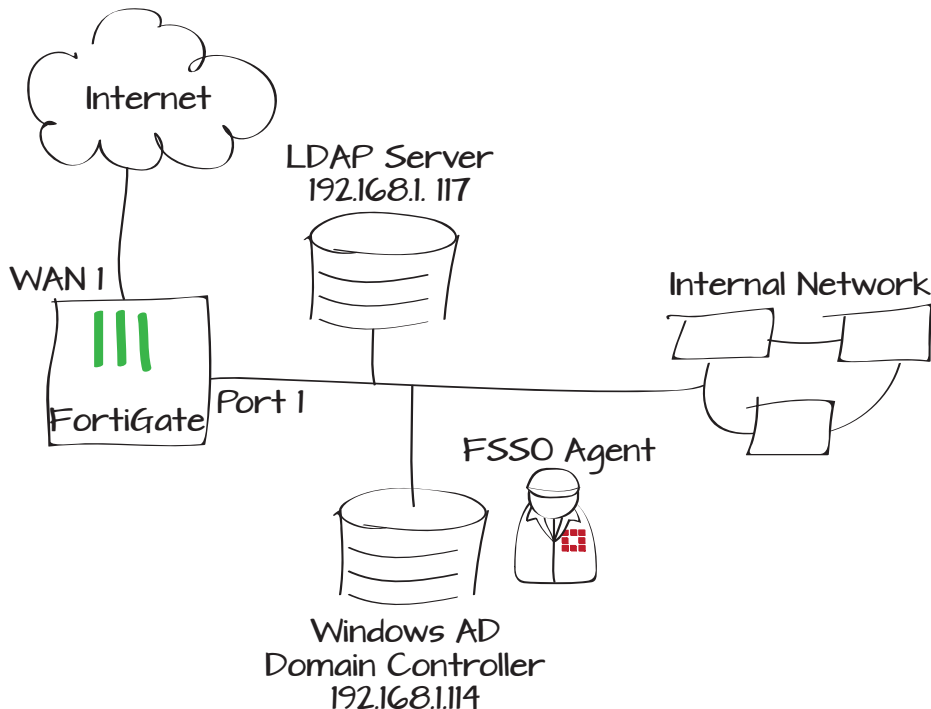 Internet
LDAP Server
192.168.1. 117
WAN 1
Internal Network
FortiGate
Port 1
FSSO Agent
Windows AD
Domain Controller
192.168.1.114